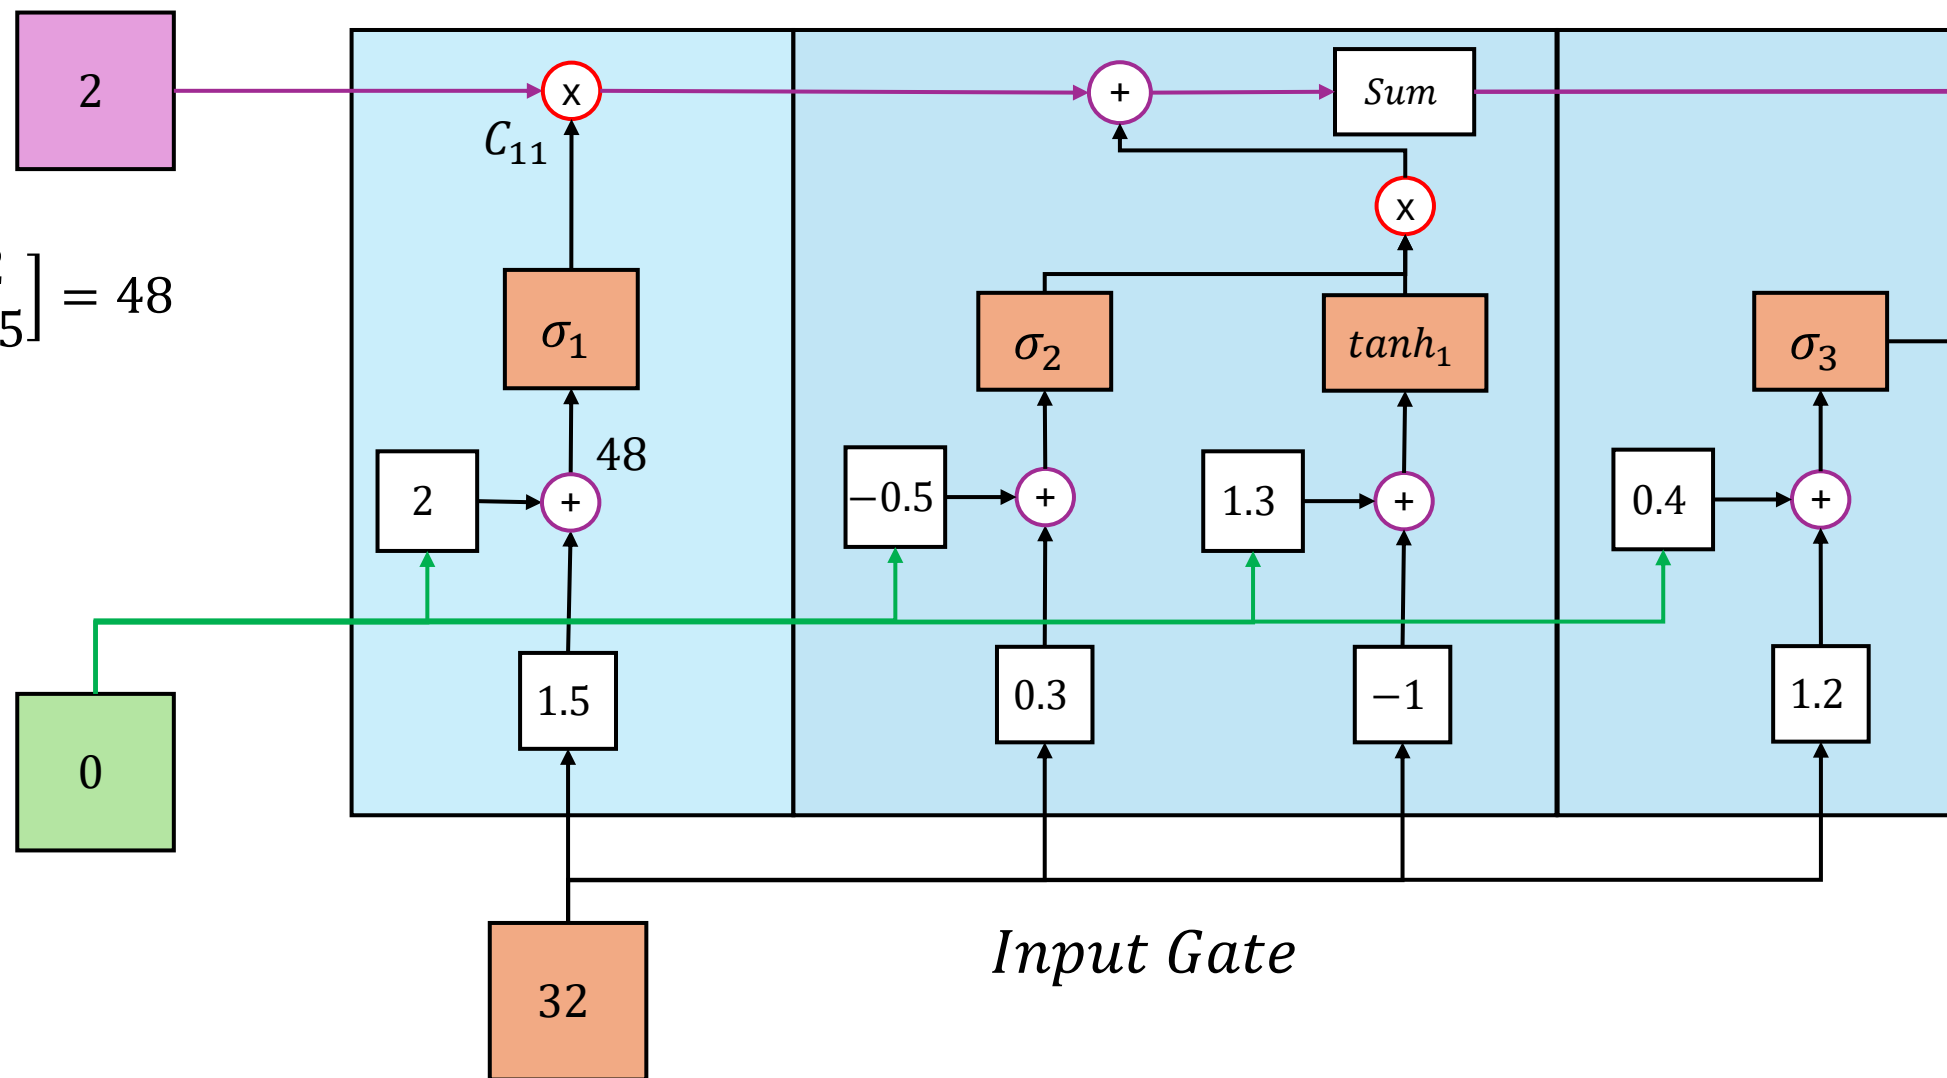 2
x
+
Sum
C₁₁
x
5] = 48
σ₁
σ₂
tanh₁
σ₃
48
2
+
−0.5
+
1.3
+
0.4
+
1.5
0.3
−1
1.2
0
32
Input Gate